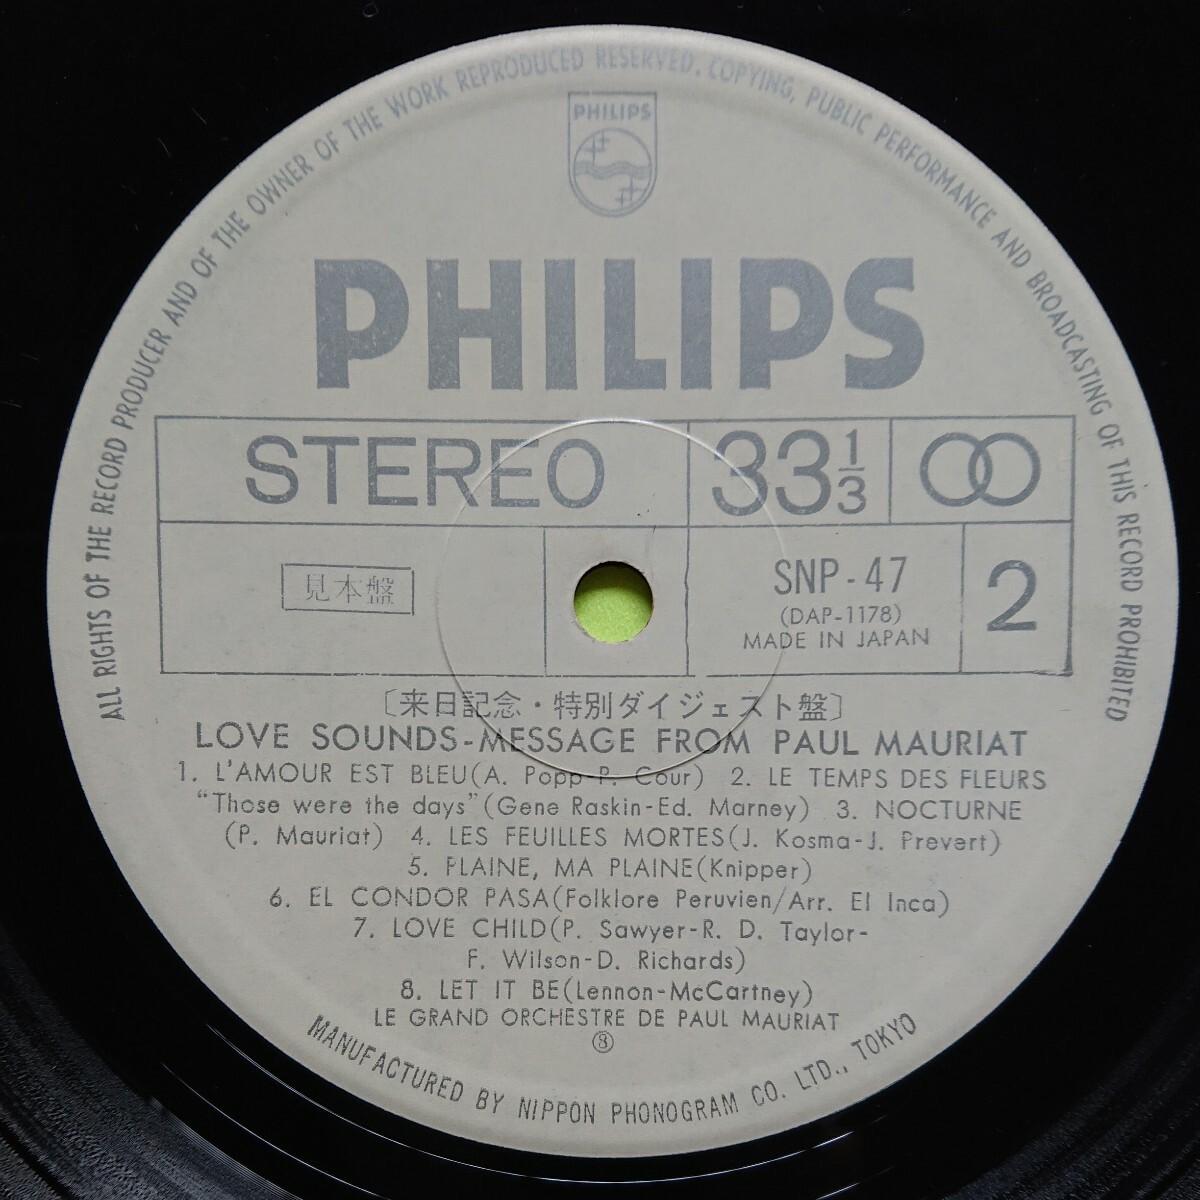 ALL RIGHTS OF THE RECORD PRODUCER AND OF THE OWNER OF THE WORK REPRODUCED RESERVED. COPYING, PUBLIC PERFORMANCE AND BROADCASTING OF THIS RECORD PROHIBITED
PHILIPS
PHILIPS
STEREO 33 1/3
見本盤 SNP-47 2
(DAP-1178)
MADE IN JAPAN
〔来日記念・特別ダイジェスト盤〕
LOVE SOUNDS-MESSAGE FROM PAUL MAURIAT
1. L'AMOUR EST BLEU(A. Popp-P. Cour) 2. LE TEMPS DES FLEURS
"Those were the days"(Gene Raskin-Ed. Marney) 3. NOCTURNE
(P. Mauriat) 4. LES FEUILLES MORTES(J. Kosma-J. Prevert)
5. PLAINE, MA PLAINE(Knipper)
6. EL CONDOR PASA(Folklore Peruvien/Arr. El Inca)
7. LOVE CHILD(P. Sawyer-R. D. Taylor-
F. Wilson-D. Richards)
8. LET IT BE(Lennon-McCartney)
LE GRAND ORCHESTRE DE PAUL MAURIAT
MANUFACTURED BY NIPPON PHONOGRAM CO. LTD., TOKYO